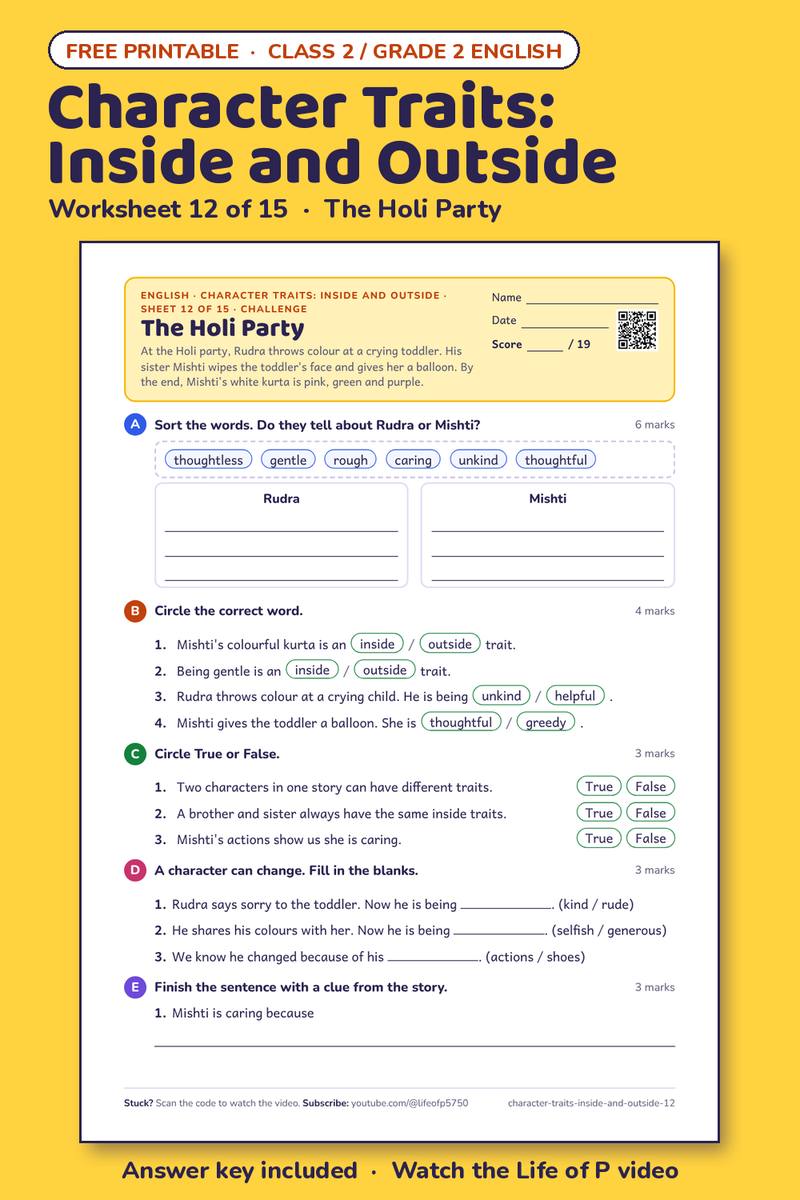 FREE PRINTABLE · CLASS 2 / GRADE 2 ENGLISH
Character Traits:
Inside and Outside
Worksheet 12 of 15 · The Holi Party
ENGLISH · CHARACTER TRAITS: INSIDE AND OUTSIDE ·
SHEET 12 OF 15 · CHALLENGE
The Holi Party
At the Holi party, Rudra throws colour at a crying toddler. His
sister Mishti wipes the toddler's face and gives her a balloon. By
the end, Mishti's white kurta is pink, green and purple.
Name
Date
Score ______ / 19
A Sort the words. Do they tell about Rudra or Mishti? 6 marks
thoughtless gentle rough caring unkind thoughtful
Rudra Mishti
B Circle the correct word. 4 marks
1. Mishti's colourful kurta is an inside / outside trait.
2. Being gentle is an inside / outside trait.
3. Rudra throws colour at a crying child. He is being unkind / helpful .
4. Mishti gives the toddler a balloon. She is thoughtful / greedy .
C Circle True or False. 3 marks
1. Two characters in one story can have different traits. True False
2. A brother and sister always have the same inside traits. True False
3. Mishti's actions show us she is caring. True False
D A character can change. Fill in the blanks. 3 marks
1. Rudra says sorry to the toddler. Now he is being ____________. (kind / rude)
2. He shares his colours with her. Now he is being ____________. (selfish / generous)
3. We know he changed because of his ____________. (actions / shoes)
E Finish the sentence with a clue from the story. 3 marks
1. Mishti is caring because
Stuck? Scan the code to watch the video. Subscribe: youtube.com/@lifeofp5750 character-traits-inside-and-outside-12
Answer key included · Watch the Life of P video